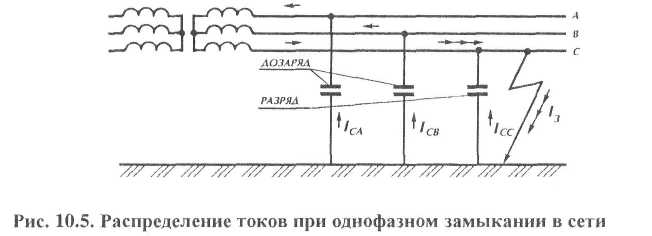 A
B
C
ДОЗАРЯД
РАЗРЯД
I_CA
I_CB
I_CC
I_З
Рис. 10.5. Распределение токов при однофазном замыкании в сети